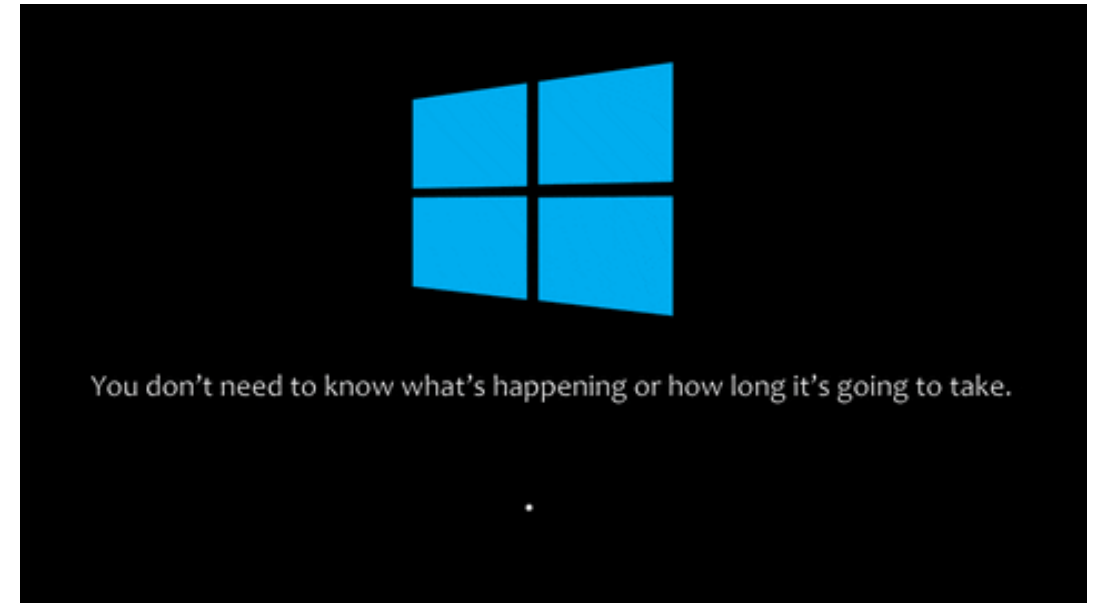 You don’t need to know what’s happening or how long it’s going to take.